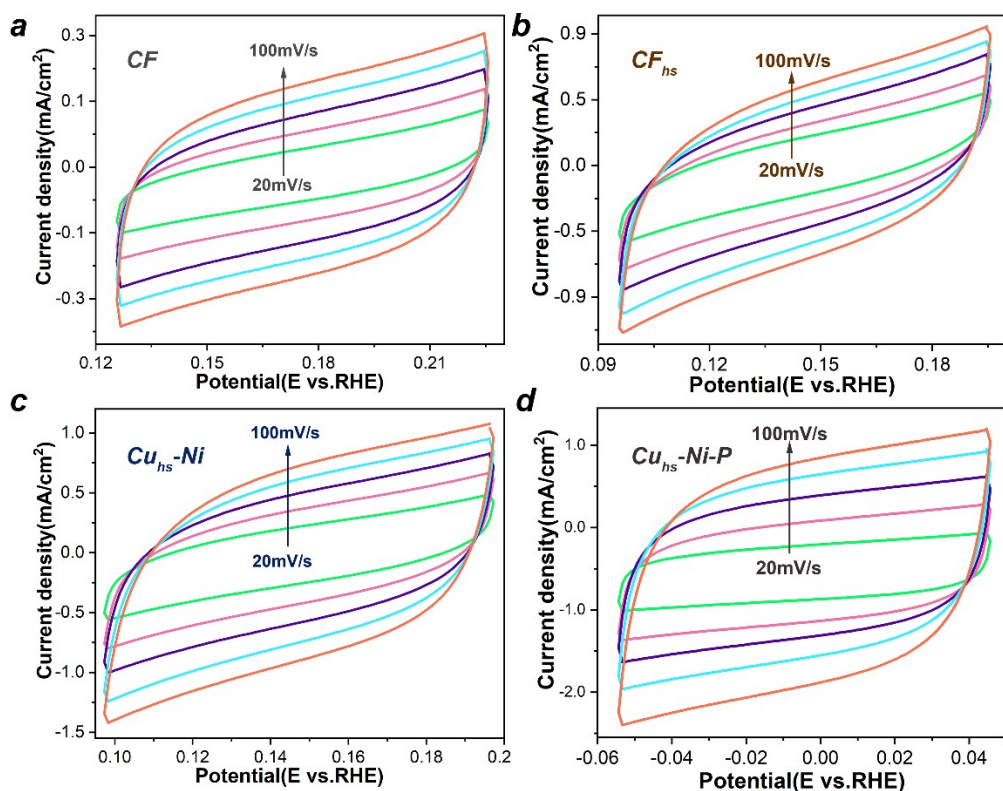 a
CF
100mV/s
20mV/s
0.3
0.1
0.0
-0.1
-0.3
Current density(mA/cm²)
0.12
0.15
0.18
0.21
Potential(E vs.RHE)
b
CFhs
100mV/s
20mV/s
0.9
0.5
0.0
-0.5
-0.9
Current density(mA/cm²)
0.09
0.12
0.15
0.18
Potential(E vs.RHE)
c
Cuhs-Ni
100mV/s
20mV/s
1.0
0.5
0.0
-0.5
-1.0
-1.5
Current density(mA/cm²)
0.10
0.12
0.14
0.16
0.18
0.2
Potential(E vs.RHE)
d
Cuhs-Ni-P
100mV/s
20mV/s
1.0
0.0
-1.0
-2.0
Current density(mA/cm²)
-0.06
-0.04
-0.02
0.00
0.02
0.04
Potential(E vs.RHE)